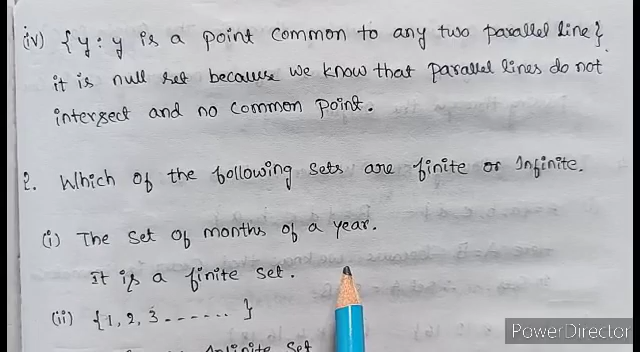 (iv) {y : y is a point common to any two parallel line}
it is null set because we know that parallel lines do not
intersect and no common point.
2. Which of the following sets are finite or Infinite.
(i) The set of months of a year.
It is a finite set.
(ii) {1, 2, 3 ------- }
Infinite Set
PowerDirector